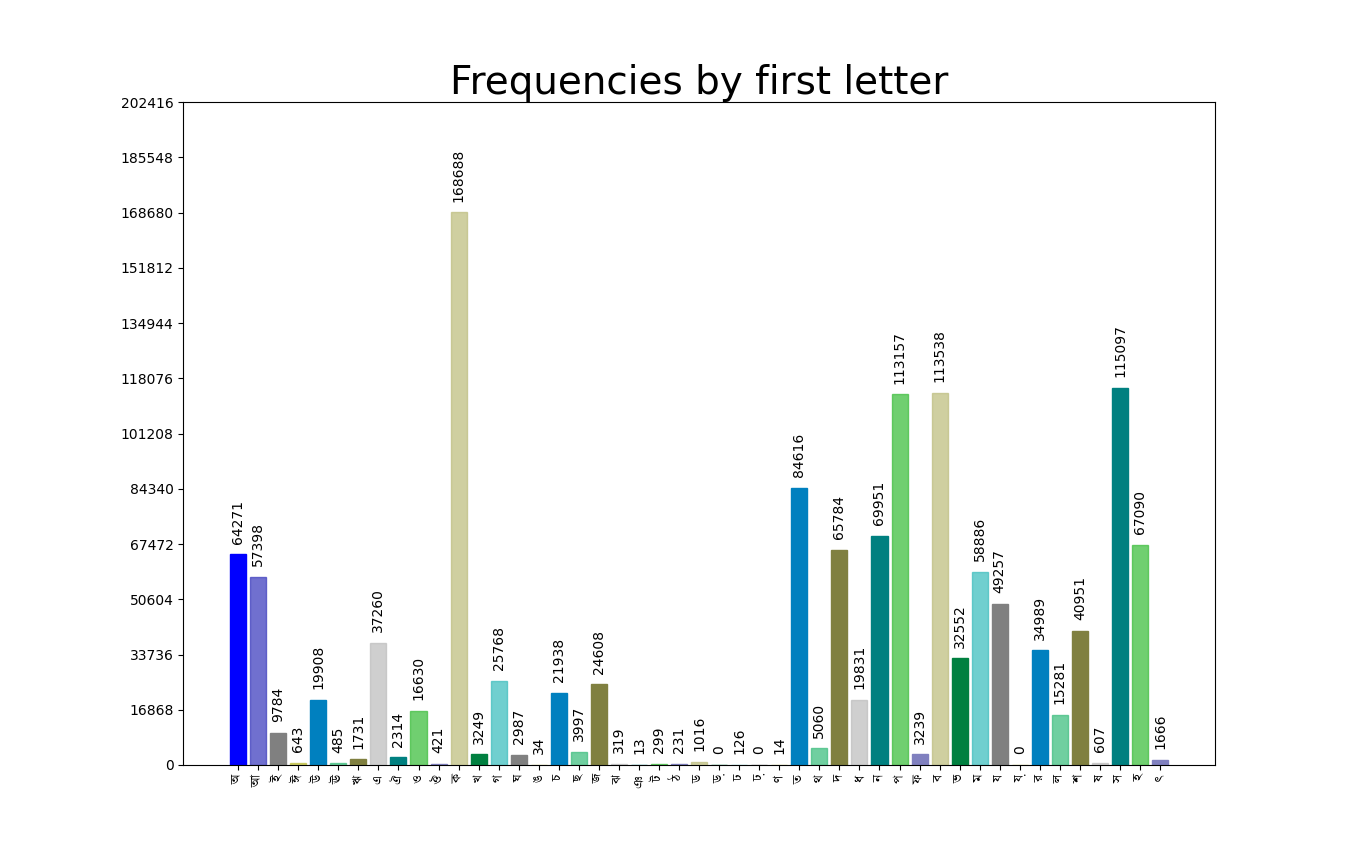 Frequencies by first letter
202416
185548
168680
151812
134944
118076
101208
84340
67472
50604
33736
16868
0
64271
57398
9784
643
19908
485
1731
37260
2314
16630
421
168688
3249
25768
2987
34
21938
3997
24608
319
13
299
231
1016
0
126
0
14
84616
5060
65784
19831
69951
113157
3239
113538
32552
58886
49257
0
34989
15281
40951
607
115097
67090
1666
অ
আ
ই
ঈ
উ
ঊ
ঋ
এ
ঐ
ও
ঔ
ক
খ
গ
ঘ
ঙ
চ
ছ
জ
ঝ
ঞ
ট
ঠ
ড
ড়
ঢ
ঢ়
ণ
ত
থ
দ
ধ
ন
প
ফ
ব
ভ
ম
য
য়
র
ল
শ
ষ
স
হ
ৎ